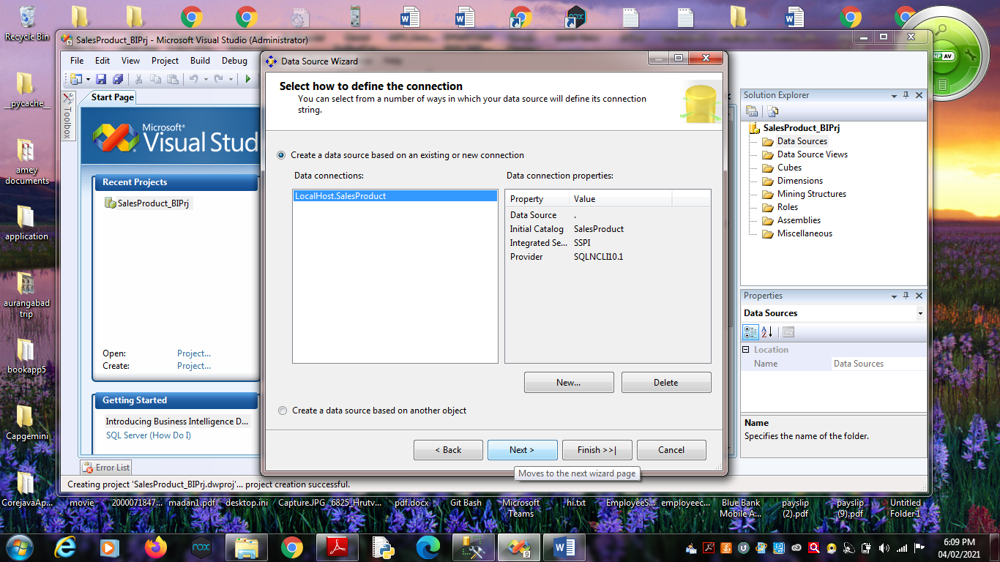 Recycle Bin
__pycache__
amey
documents
application
aurangabad
trip
bookapp5
Capgemini
CorejavaAp...
SalesProduct_BIPrj - Microsoft Visual Studio (Administrator)
File Edit View Project Build Debug
Toolbox
Start Page
Microsoft®
Visual Stud
Recent Projects
SalesProduct_BIPrj
Open: Project...
Create: Project...
Getting Started
Introducing Business Intelligence D...
SQL Server (How Do I)
Error List
Creating project 'SalesProduct_BIPrj.dwproj'... project creation successful.
Data Source Wizard
Select how to define the connection
You can select from a number of ways in which your data source will define its connection
string.
Create a data source based on an existing or new connection
Data connections:
Data connection properties:
LocalHost.SalesProduct
Property Value
Data Source .
Initial Catalog SalesProduct
Integrated Se... SSPI
Provider SQLNCLI10.1
New... Delete
Create a data source based on another object
< Back Next > Finish >>| Cancel
Moves to the next wizard page
Solution Explorer
SalesProduct_BIPrj
Data Sources
Data Source Views
Cubes
Dimensions
Mining Structures
Roles
Assemblies
Miscellaneous
Properties
Data Sources
Location
Name Data Sources
Name
Specifies the name of the folder.
NP AV
movie
2000071847...
madan1.pdf
desktop.ini
Capture.JPG
6825_Hrutv...
pdf.docx
Git Bash
Microsoft
Teams
hi.txt
EmployeeS...
employeec...
Blue Bank
Mobile A...
payslip
(2).pdf
payslip
(9).pdf
Untitled
Folder1
nox
6:09 PM
04/02/2021